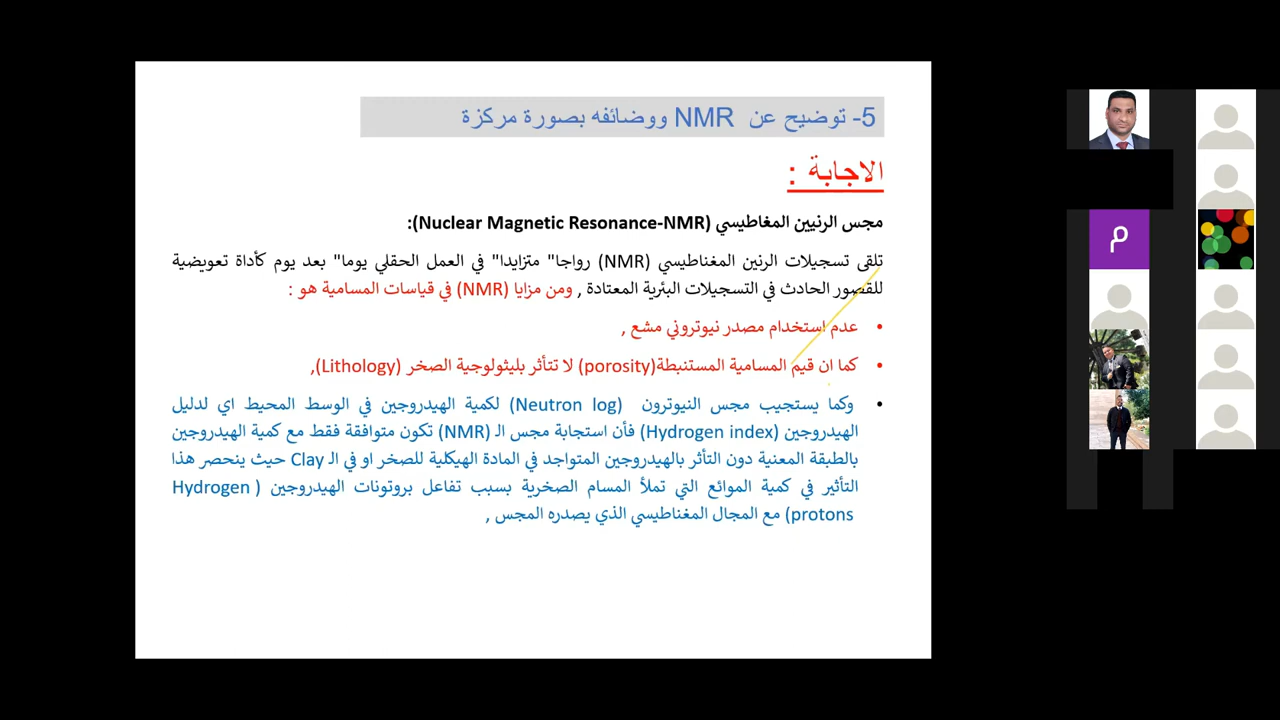 5- توضيح عن NMR ووضائفه بصورة مركزة
الاجابة :
مجس الرنيين المغاطيسي (Nuclear Magnetic Resonance-NMR):
تلقى تسجيلات الرنين المغناطيسي (NMR) رواجا" متزايدا" في العمل الحقلي يوما" بعد يوم كأداة تعويضية
للقصور الحادث في التسجيلات البئرية المعتادة , ومن مزايا (NMR) في قياسات المسامية هو :
• عدم استخدام مصدر نيوتروني مشع ,
• كما ان قيم المسامية المستنبطة(porosity) لا تتأثر بليثولوجية الصخر (Lithology),
• وكما يستجيب مجس النيوترون (Neutron log) لكمية الهيدروجين في الوسط المحيط اي لدليل
الهيدروجين (Hydrogen index) فأن استجابة مجس الـ (NMR) تكون متوافقة فقط مع كمية الهيدروجين
بالطبقة المعنية دون التأثر بالهيدروجين المتواجد في المادة الهيكلية للصخر او في الـ Clay حيث ينحصر هذا
التأثير في كمية الموائع التي تملأ المسام الصخرية بسبب تفاعل بروتونات الهيدروجين (Hydrogen
protons) مع المجال المغناطيسي الذي يصدره المجس ,
م